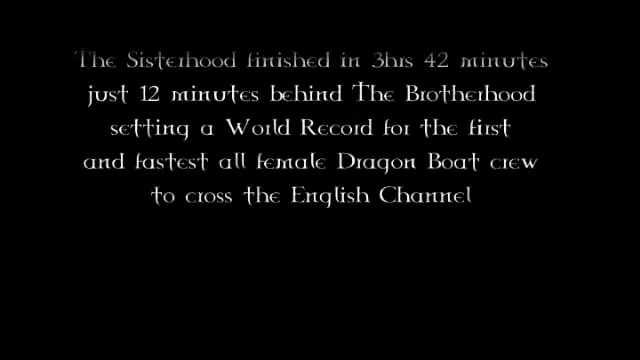 The Sisterhood finished in 3hrs 42 minutes
just 12 minutes behind The Brotherhood
setting a World Record for the first
and fastest all female Dragon Boat crew
to cross the English Channel